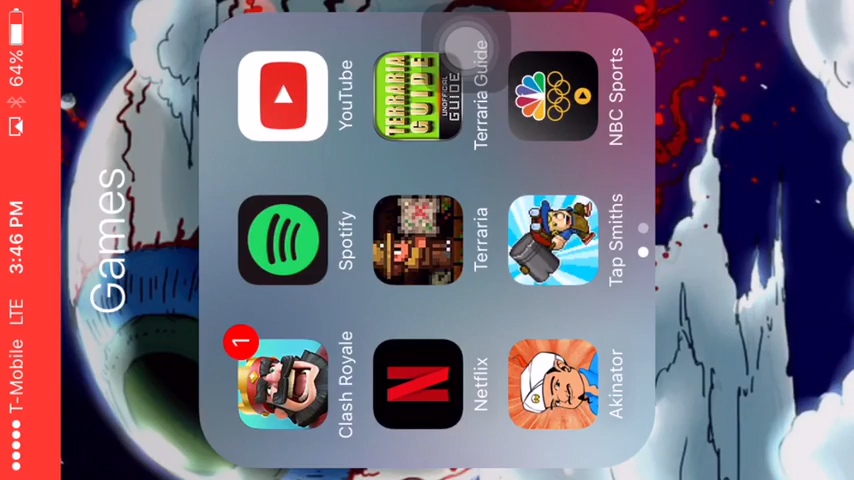 T-Mobile LTE 3:46 PM 64%
Games
1
Clash Royale Spotify YouTube
TERRARIA
GUIDE
UNOFFICIAL
GUIDE
N
Netflix Terraria Terraria Guide
Akinator Tap Smiths NBC Sports